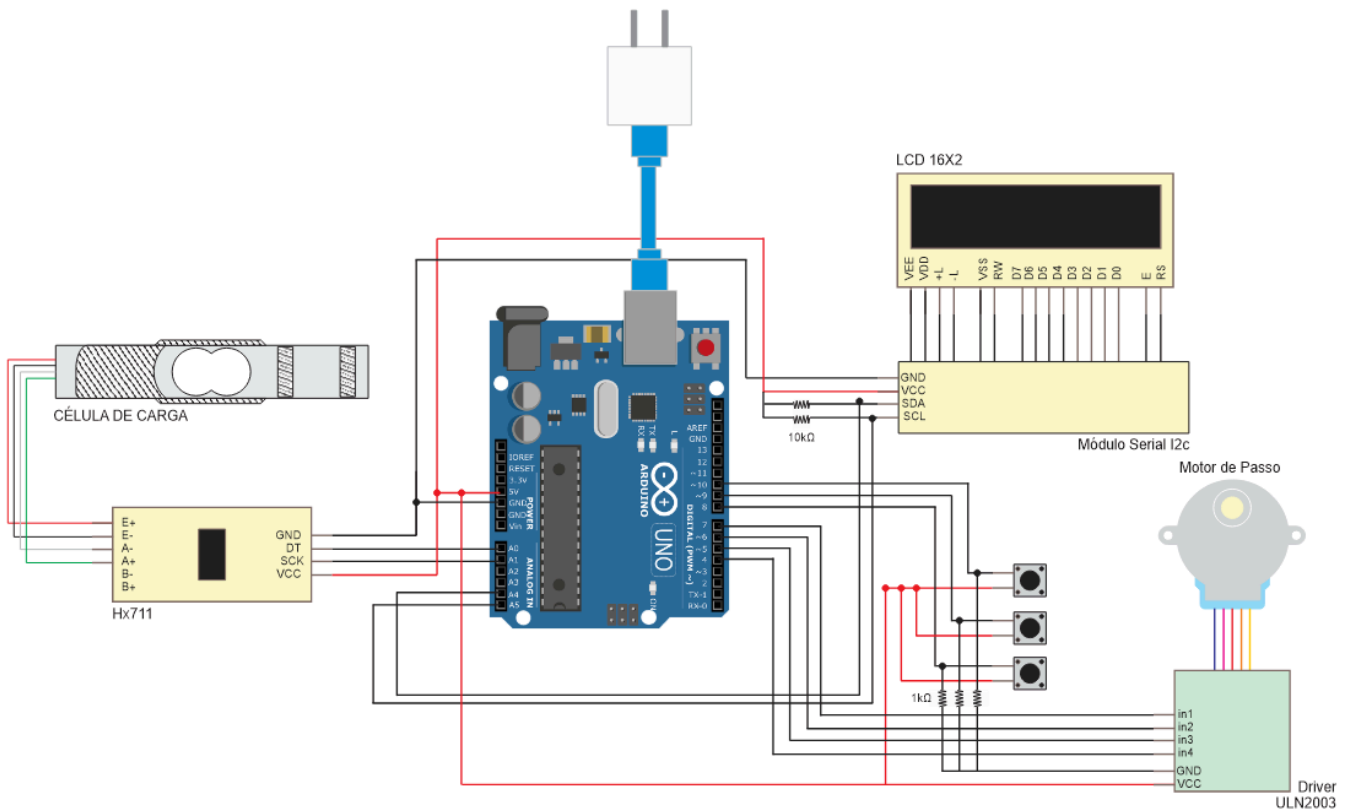 LCD 16X2
VEE
VDD
+L
-L
VSS
RW
D7
D6
D5
D4
D3
D2
D1
D0
E
RS
GND
VCC
SDA
SCL
10kΩ
Módulo Serial I2c
CÉLULA DE CARGA
E+
E-
A-
A+
B-
B+
GND
DT
SCK
VCC
Hx711
IOREF
RESET
3.3V
5V
GND
GND
Vin
POWER
A0
A1
A2
A3
A4
A5
ANALOG IN
RX
TX
L
ARDUINO
UNO
ON
AREF
GND
13
12
~11
~10
~9
8
7
~6
~5
4
~3
2
TX-1
RX-0
DIGITAL (PWM ~)
1kΩ
Motor de Passo
in1
in2
in3
in4
GND
VCC
Driver
ULN2003